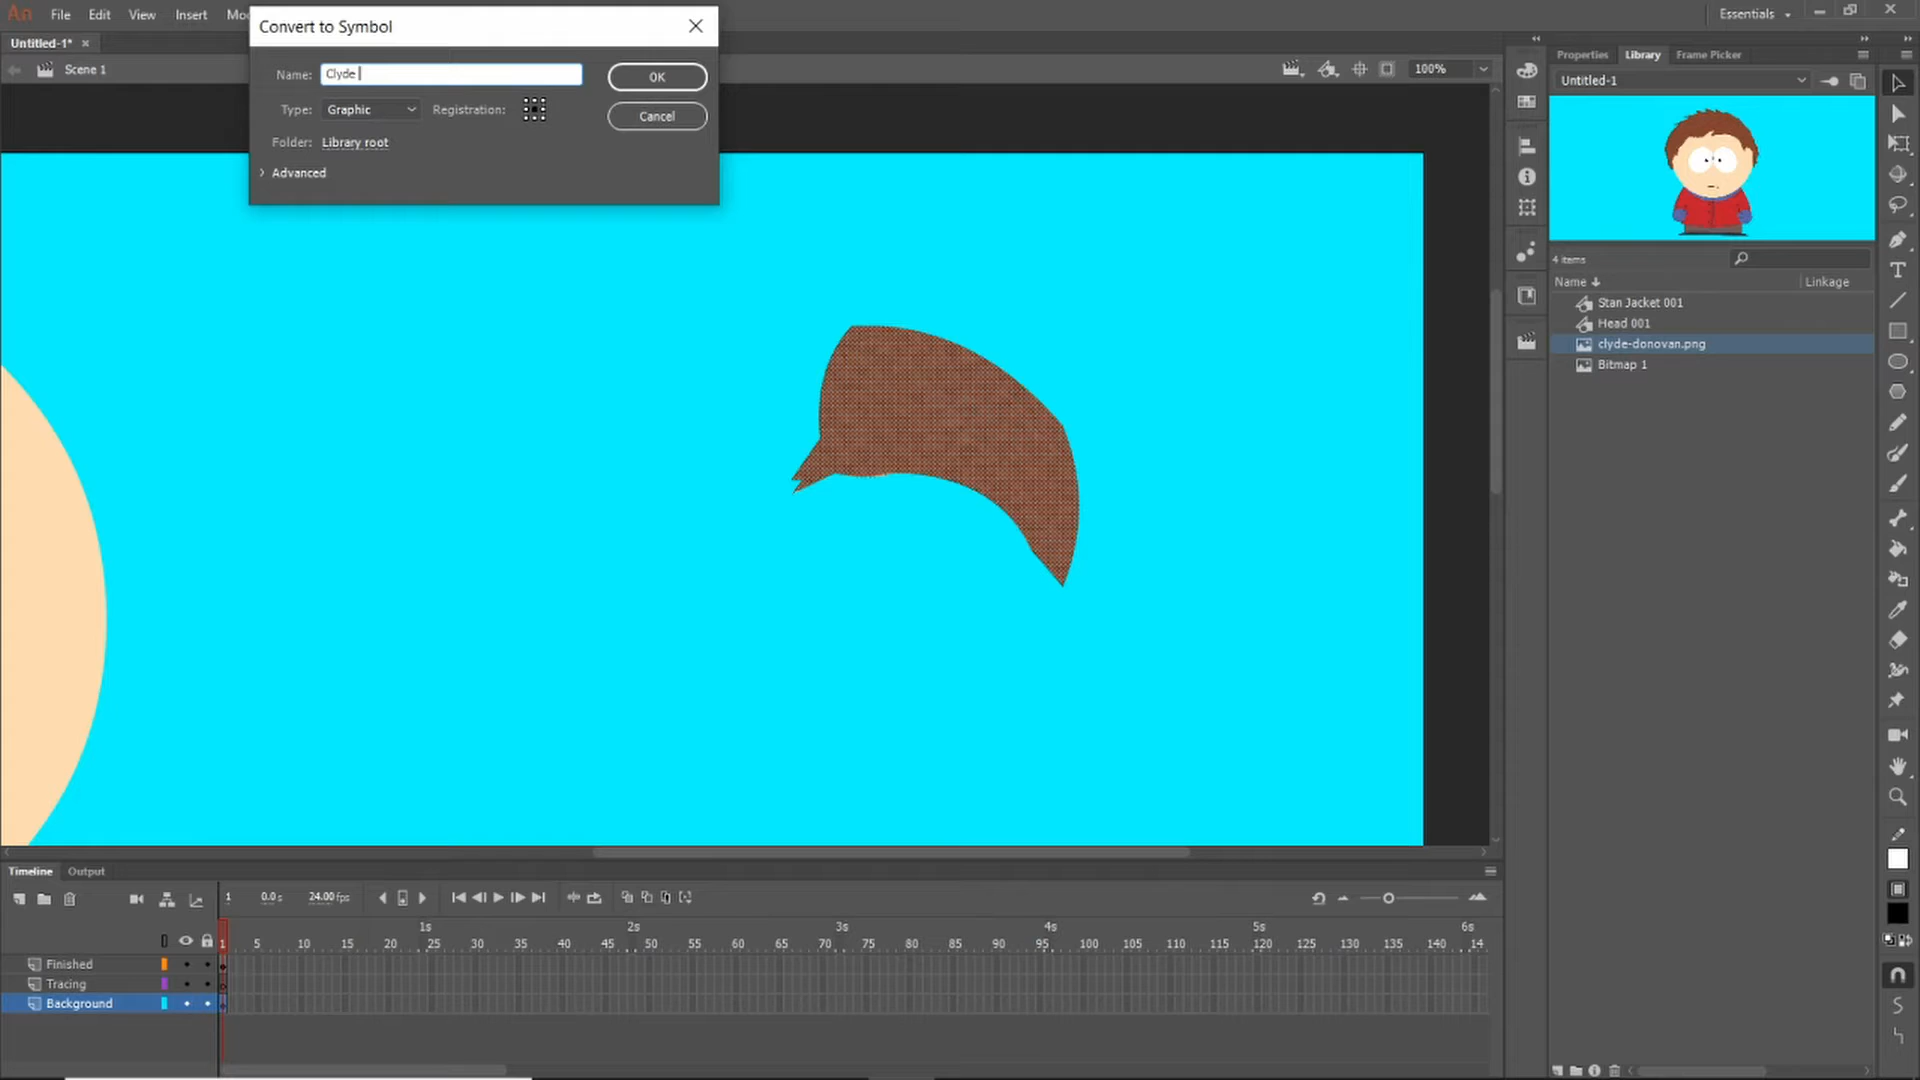 An File Edit View Insert Mo
Convert to Symbol
Essentials
Untitled-1*
Scene 1
Name: Clyde
OK
Type: Graphic Registration:
Cancel
Folder: Library root
Advanced
100%
Properties Library Frame Picker
Untitled-1
4 items
Name Linkage
Stan Jacket 001
Head 001
clyde-donovan.png
Bitmap 1
Timeline Output
1 0.0 s 24.00 fps
1s 2s 3s 4s 5s 6s
1 5 10 15 20 25 30 35 40 45 50 55 60 65 70 75 80 85 90 95 100 105 110 115 120 125 130 135 140 14
Finished
Tracing
Background